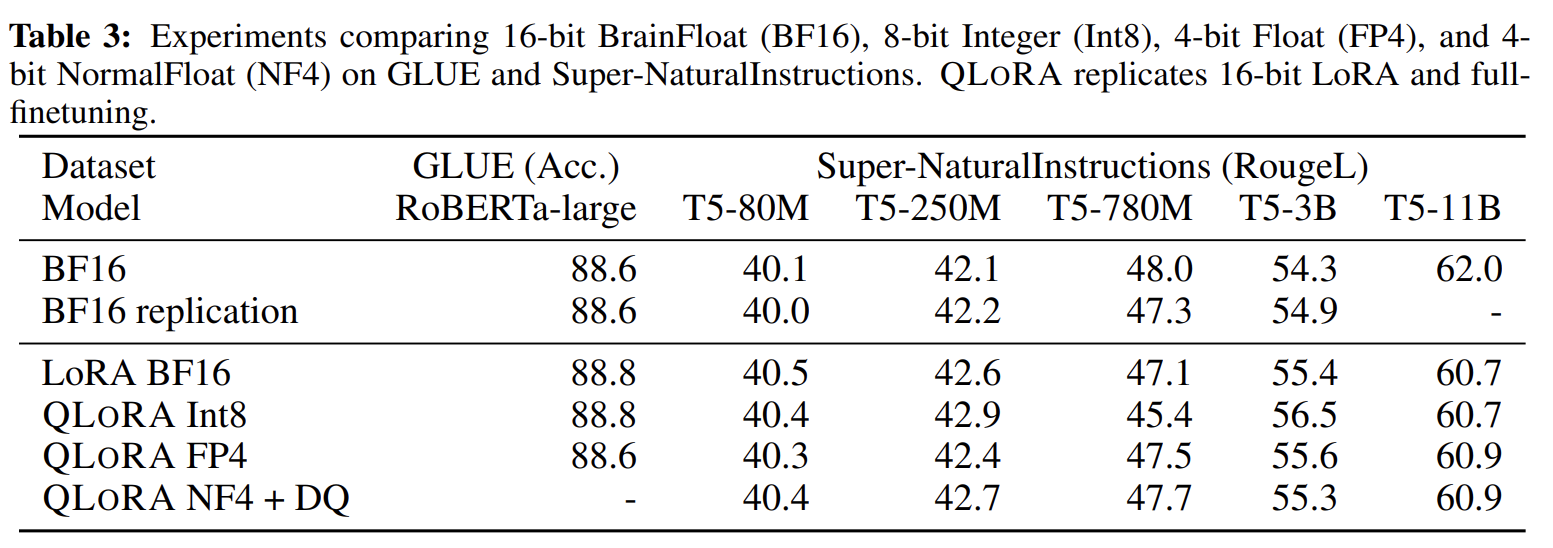 Table 3: Experiments comparing 16-bit BrainFloat (BF16), 8-bit Integer (Int8), 4-bit Float (FP4), and 4-
bit NormalFloat (NF4) on GLUE and Super-NaturalInstructions. QLORA replicates 16-bit LoRA and full-
finetuning.
Dataset GLUE (Acc.) Super-NaturalInstructions (RougeL)
Model RoBERTa-large T5-80M T5-250M T5-780M T5-3B T5-11B
BF16 88.6 40.1 42.1 48.0 54.3 62.0
BF16 replication 88.6 40.0 42.2 47.3 54.9 -
LoRA BF16 88.8 40.5 42.6 47.1 55.4 60.7
QLORA Int8 88.8 40.4 42.9 45.4 56.5 60.7
QLORA FP4 88.6 40.3 42.4 47.5 55.6 60.9
QLORA NF4 + DQ - 40.4 42.7 47.7 55.3 60.9